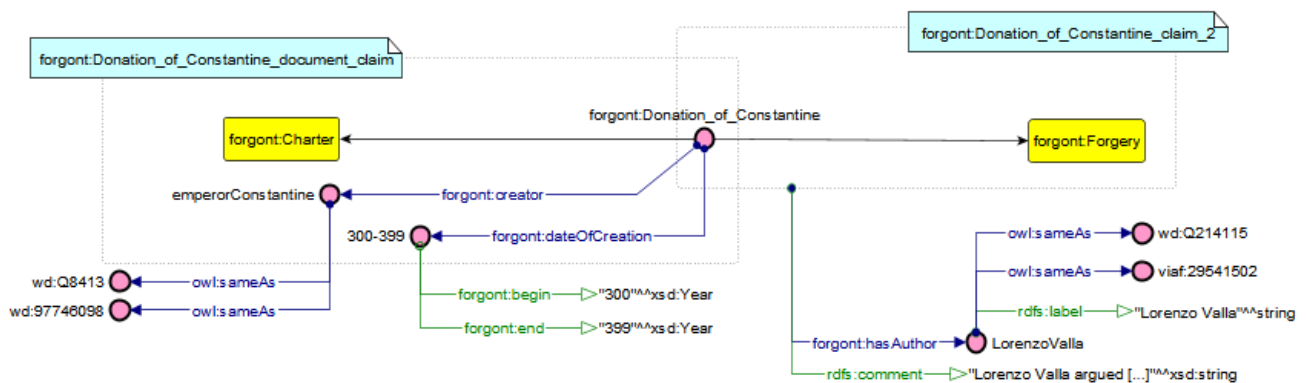 forgont:Donation_of_Constantine_claim_2
forgont:Donation_of_Constantine_document_claim
forgont:Donation_of_Constantine
forgont:Charter
forgont:Forgery
emperorConstantine
forgont:creator
300-399
forgont:dateOfCreation
owl:sameAs
wd:Q214115
wd:Q8413
owl:sameAs
owl:sameAs
viaf:29541502
forgont:begin
"300"^^xsd:Year
wd:97746098
owl:sameAs
rdfs:label
"Lorenzo Valla"^^string
forgont:end
"399"^^xsd:Year
forgont:hasAuthor
LorenzoValla
rdfs:comment
"Lorenzo Valla argued [...]"^^xsd:string